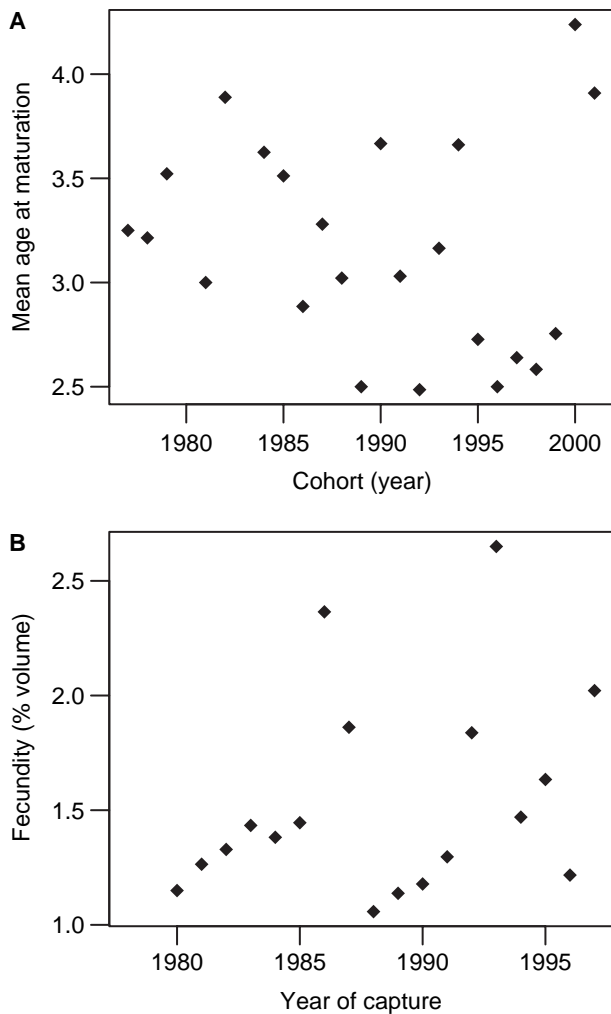 A
4.0
3.5
3.0
2.5
Mean age at maturation
1980 1985 1990 1995 2000
Cohort (year)
B
2.5
2.0
1.5
1.0
Fecundity (% volume)
1980 1985 1990 1995
Year of capture